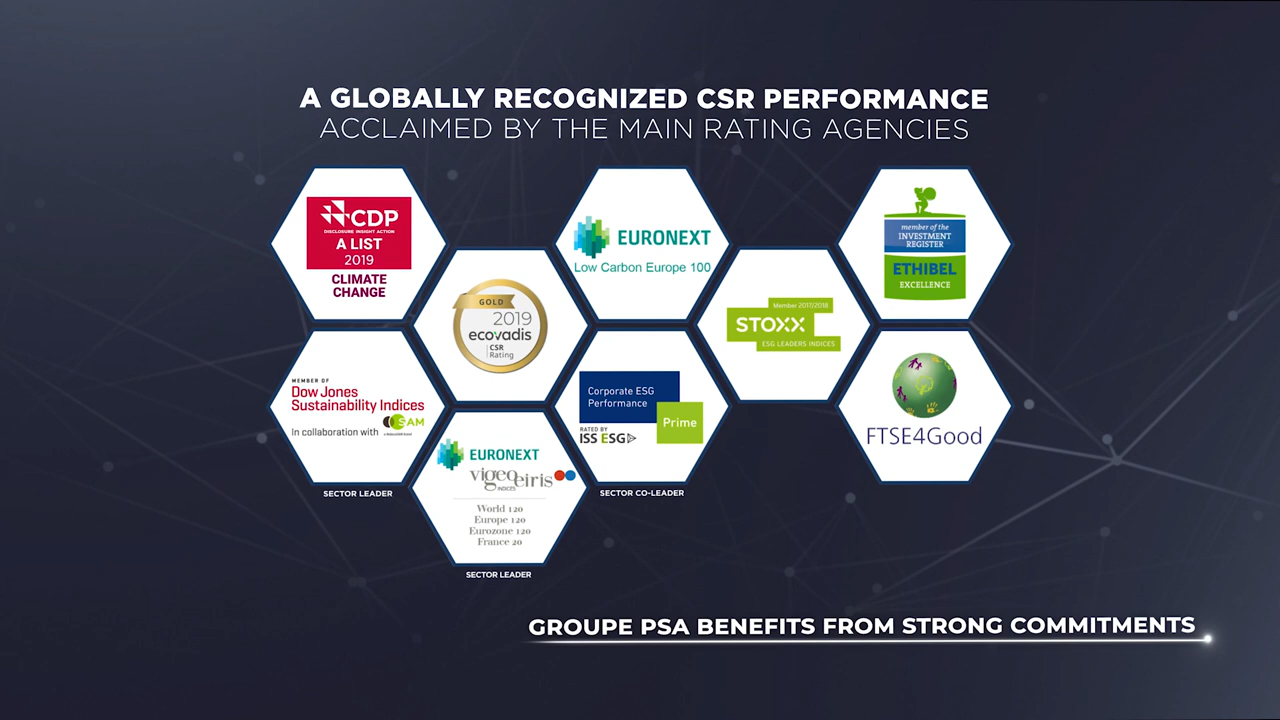 A GLOBALLY RECOGNIZED CSR PERFORMANCE
ACCLAIMED BY THE MAIN RATING AGENCIES
CDP
DISCLOSURE INSIGHT ACTION
A LIST
2019
CLIMATE
CHANGE
GOLD
2019
ecovadis
CSR
Rating
EURONEXT
Low Carbon Europe 100
Member 2017/2018
STOXX
ESG LEADERS INDICES
member of the
INVESTMENT
REGISTER
ETHIBEL
EXCELLENCE
MEMBER OF
Dow Jones
Sustainability Indices
In collaboration with
SAM
SECTOR LEADER
EURONEXT
vigeoeiris
INDICES
World 120
Europe 120
Eurozone 120
France 20
SECTOR LEADER
Corporate ESG
Performance
Prime
RATED BY
ISS ESG
SECTOR CO-LEADER
FTSE4Good
GROUPE PSA BENEFITS FROM STRONG COMMITMENTS